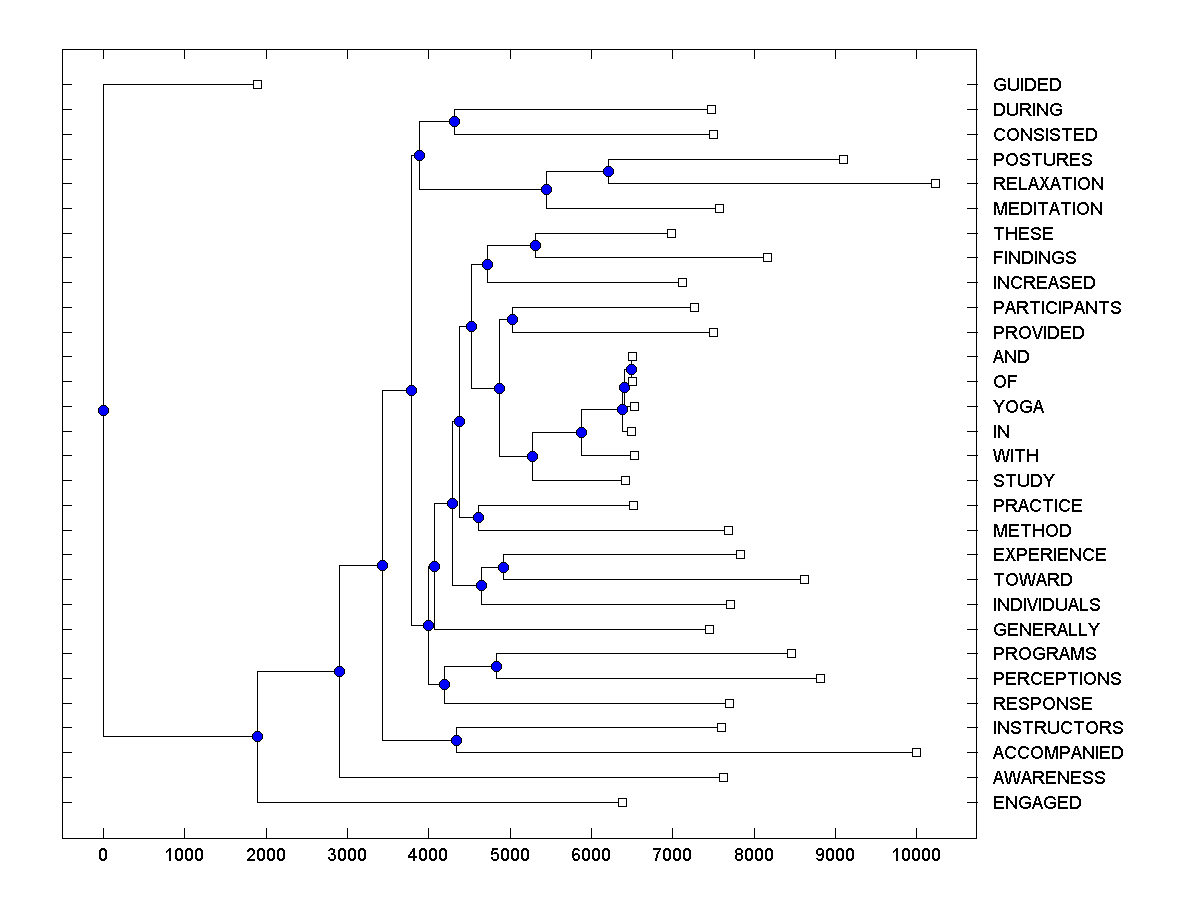 GUIDED
DURING
CONSISTED
POSTURES
RELAXATION
MEDITATION
THESE
FINDINGS
INCREASED
PARTICIPANTS
PROVIDED
AND
OF
YOGA
IN
WITH
STUDY
PRACTICE
METHOD
EXPERIENCE
TOWARD
INDIVIDUALS
GENERALLY
PROGRAMS
PERCEPTIONS
RESPONSE
INSTRUCTORS
ACCOMPANIED
AWARENESS
ENGAGED
0 1000 2000 3000 4000 5000 6000 7000 8000 9000 10000